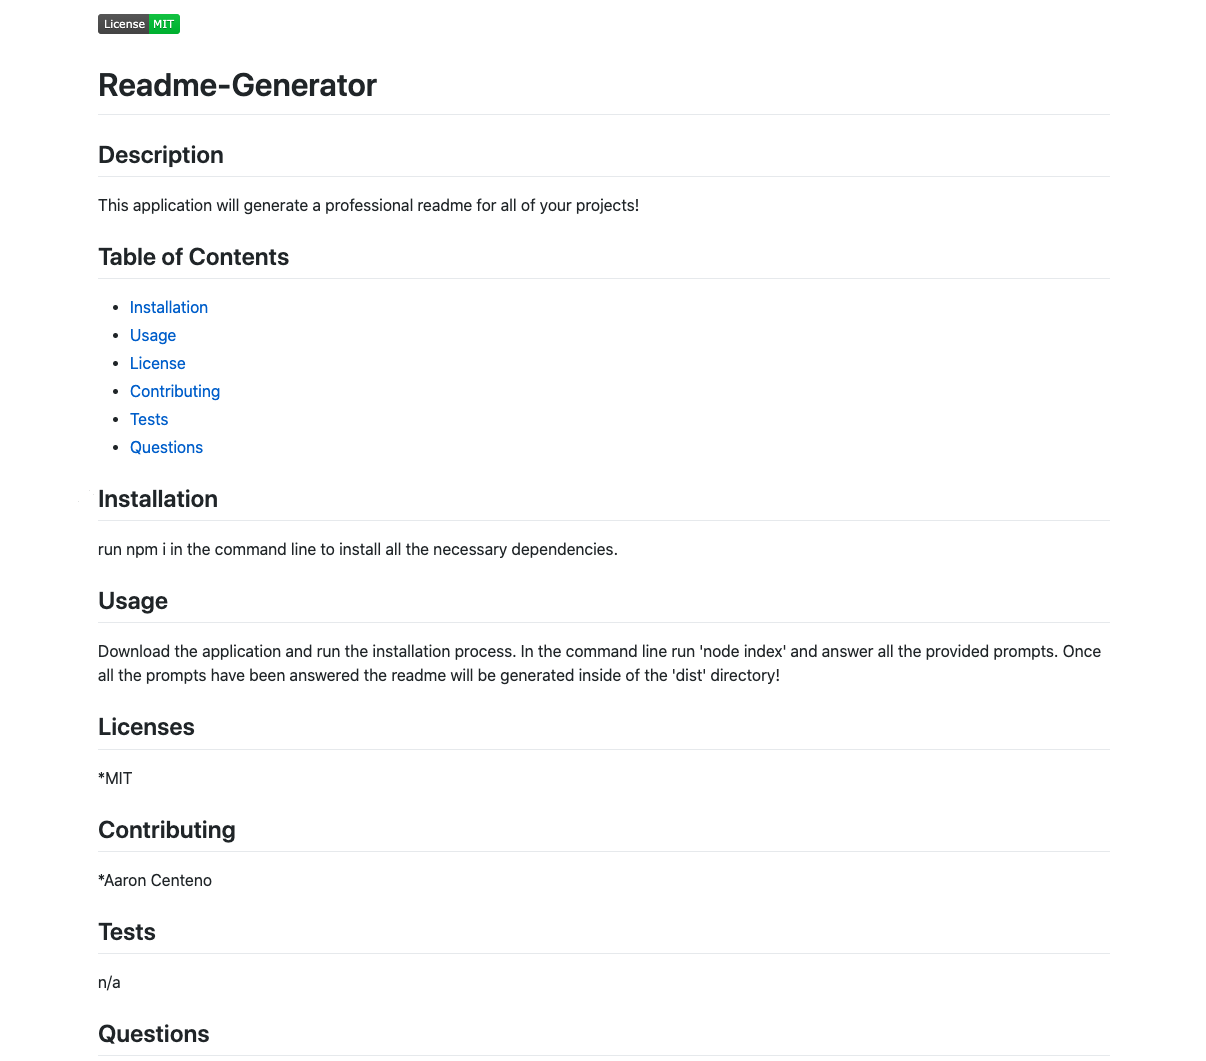 License MIT
Readme-Generator
Description
This application will generate a professional readme for all of your projects!
Table of Contents
• Installation
• Usage
• License
• Contributing
• Tests
• Questions
Installation
run npm i in the command line to install all the necessary dependencies.
Usage
Download the application and run the installation process. In the command line run 'node index' and answer all the provided prompts. Once
all the prompts have been answered the readme will be generated inside of the 'dist' directory!
Licenses
*MIT
Contributing
*Aaron Centeno
Tests
n/a
Questions